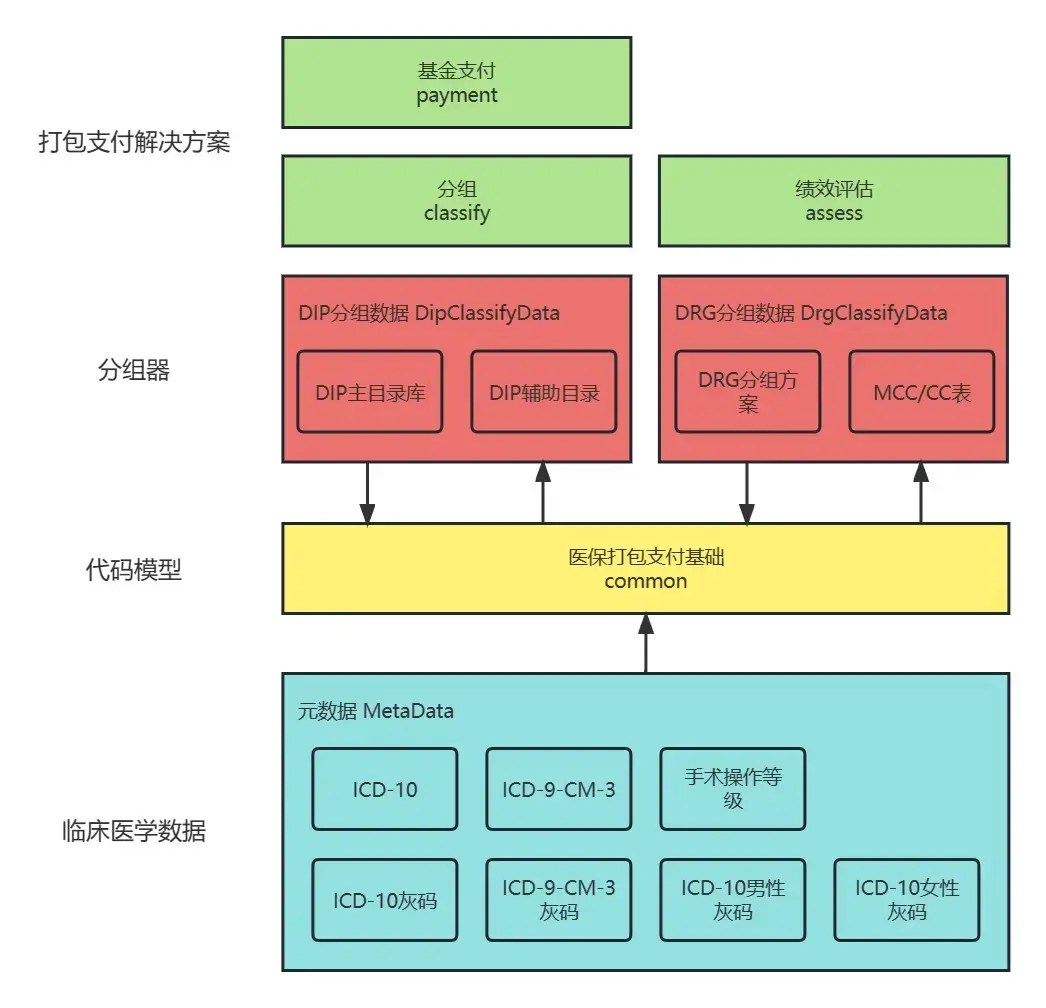 基金支付
payment
打包支付解决方案
分组
classify
绩效评估
assess
DIP分组数据 DipClassifyData
DRG分组数据 DrgClassifyData
分组器
DIP主目录库
DIP辅助目录
DRG分组方
案
MCC/CC表
代码模型
医保打包支付基础
common
元数据 MetaData
ICD-10
ICD-9-CM-3
手术操作等
级
临床医学数据
ICD-10灰码
ICD-9-CM-3
灰码
ICD-10男性
灰码
ICD-10女性
灰码